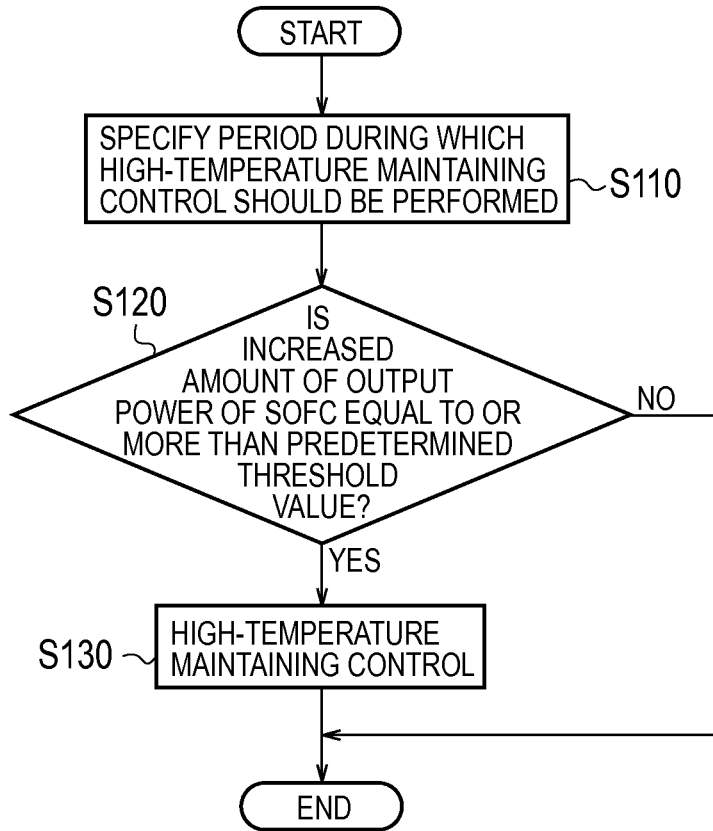 START
SPECIFY PERIOD DURING WHICH
HIGH-TEMPERATURE MAINTAINING
CONTROL SHOULD BE PERFORMED
S110
S120
IS
INCREASED
AMOUNT OF OUTPUT
POWER OF SOFC EQUAL TO OR
MORE THAN PREDETERMINED
THRESHOLD
VALUE?
NO
YES
HIGH-TEMPERATURE
MAINTAINING CONTROL
S130
END